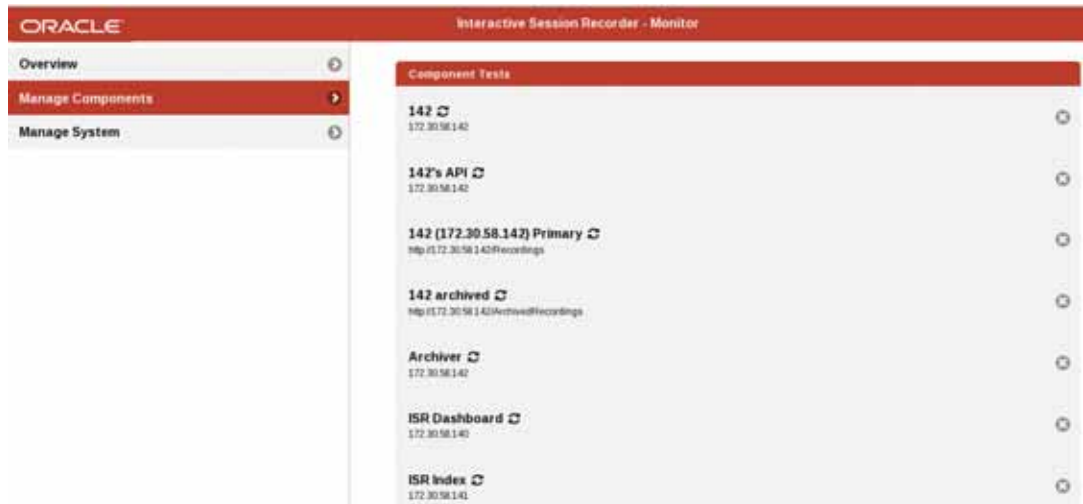 ORACLE
Interactive Session Recorder - Monitor
Overview
Manage Components
Manage System
Component Tests
142
172.30.58.142
142's API
172.30.58.142
142 (172.30.58.142) Primary
http://172.30.58.142/Recordings
142 archived
http://172.30.58.142/ArchivedRecordings
Archiver
172.30.58.142
ISR Dashboard
172.30.58.140
ISR Index
172.30.58.141